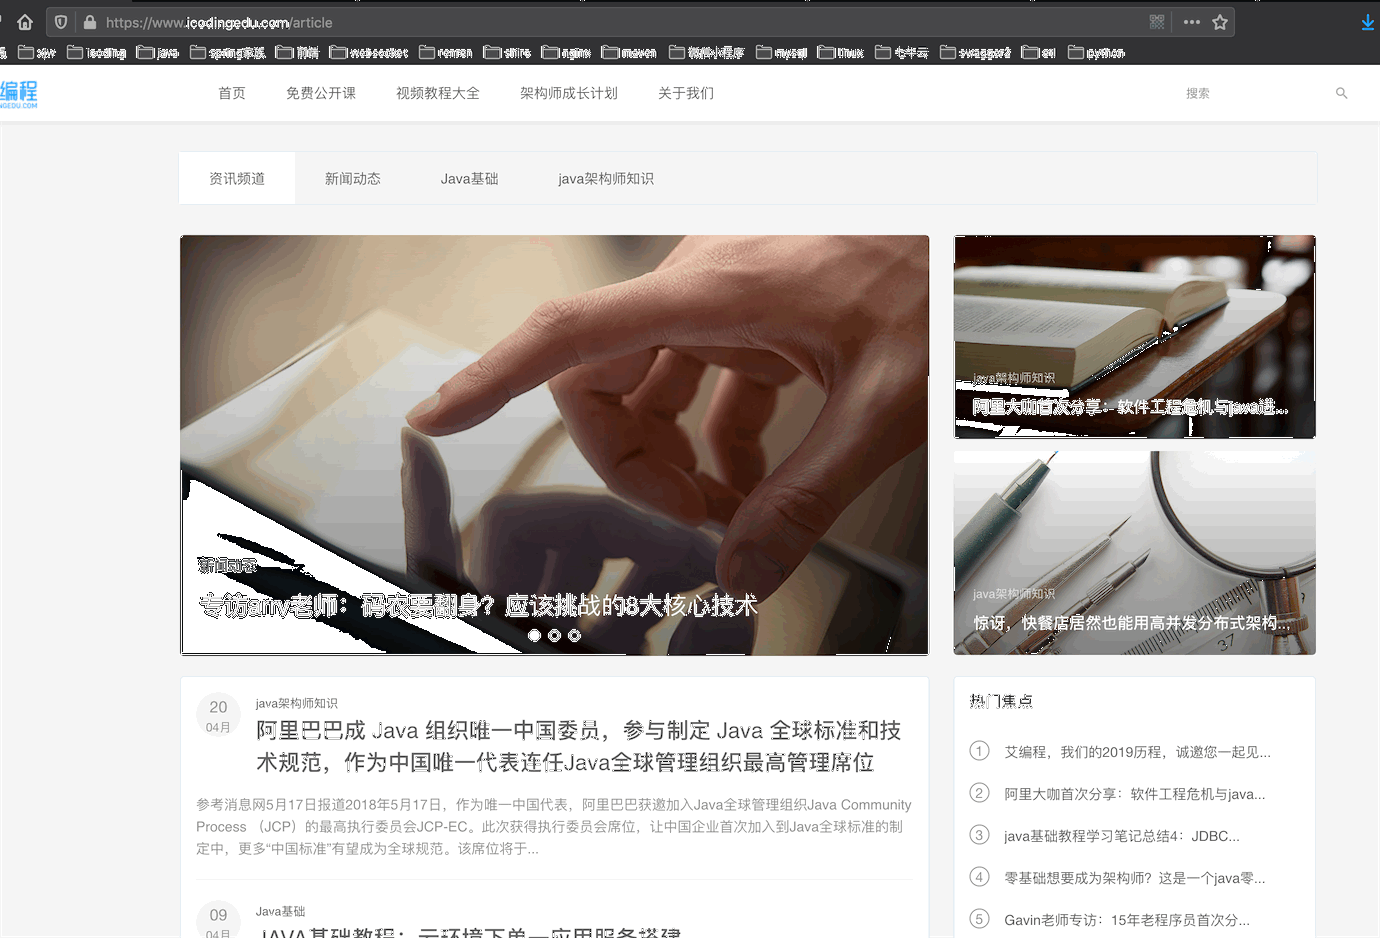 https://www.icodingedu.com/article
icoding
java
spring家族
前端
websocket
renren
shiro
nginx
maven
微信小程序
mysql
linux
七牛云
swagger2
python
编程
NGEDU.COM
首页
免费公开课
视频教程大全
架构师成长计划
关于我们
搜索
资讯频道
新闻动态
Java基础
java架构师知识
新闻动态
专访amy老师：码农要翻身？应该挑战的8大核心技术
java架构师知识
阿里大咖首次分享：软件工程危机与java进...
java架构师知识
惊讶，快餐店居然也能用高并发分布式架构...
20
04月
java架构师知识
阿里巴巴成 Java 组织唯一中国委员，参与制定 Java 全球标准和技
术规范，作为中国唯一代表连任Java全球管理组织最高管理席位
参考消息网5月17日报道2018年5月17日，作为唯一中国代表，阿里巴巴获邀加入Java全球管理组织Java Community
Process （JCP）的最高执行委员会JCP-EC。此次获得执行委员会席位，让中国企业首次加入到Java全球标准的制
定中，更多“中国标准”有望成为全球规范。该席位将于...
09
04月
Java基础
JAVA基础教程：云环境下单一应用服务搭建
热门焦点
1 艾编程，我们的2019历程，诚邀您一起见...
2 阿里大咖首次分享：软件工程危机与java...
3 java基础教程学习笔记总结4：JDBC...
4 零基础想要成为架构师？这是一个java零...
5 Gavin老师专访：15年老程序员首次分...